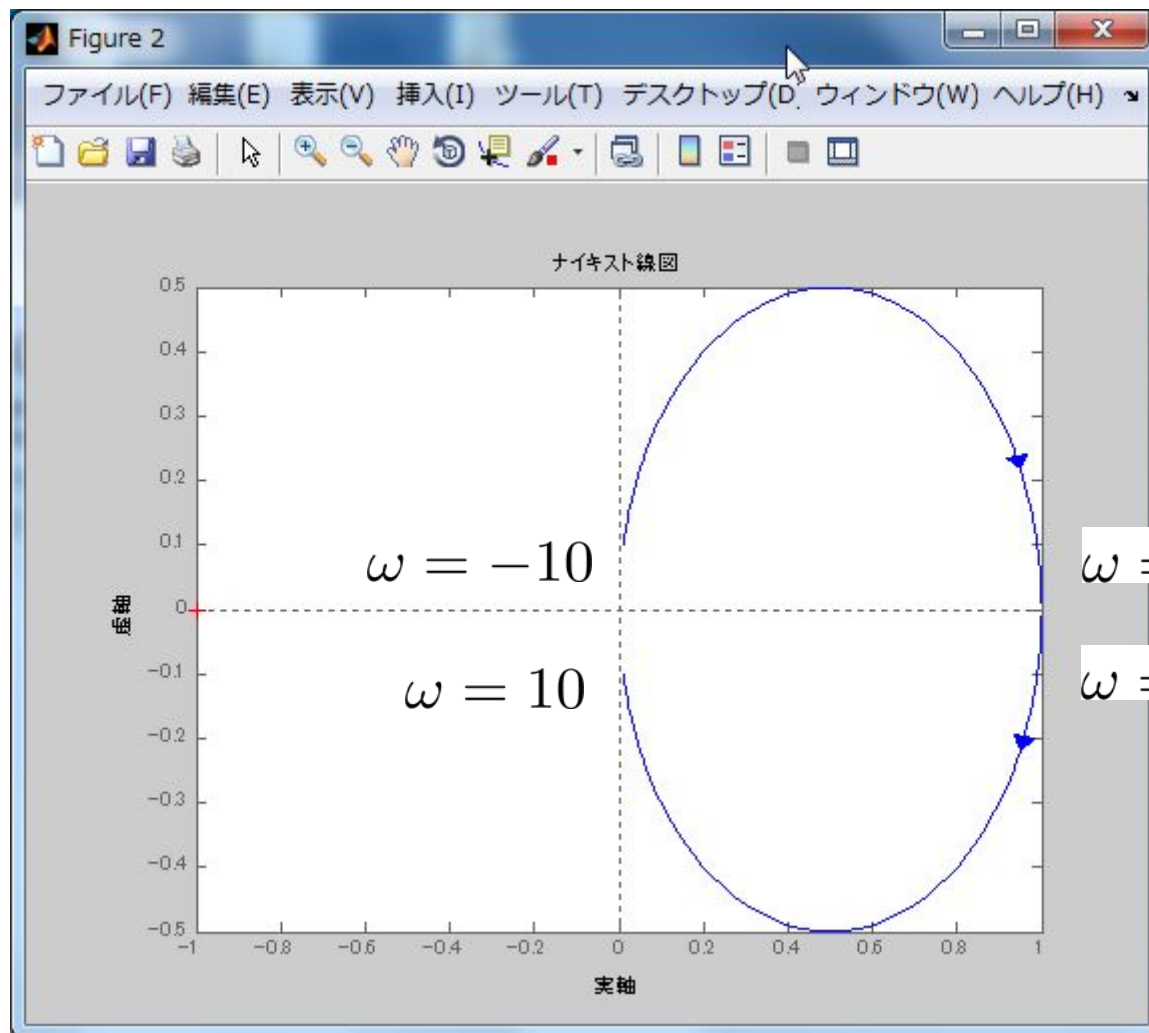 Figure 2
ファイル(F) 編集(E) 表示(V) 挿入(I) ツール(T) デスクトップ(D) ウィンドウ(W) ヘルプ(H)
ナイキスト線図
0.5
0.4
0.3
0.2
0.1
ω = −10
ω =
虚軸
0
-0.1
ω = 10
ω =
-0.2
-0.3
-0.4
-0.5
-1 -0.8 -0.6 -0.4 -0.2 0 0.2 0.4 0.6 0.8 1
実軸